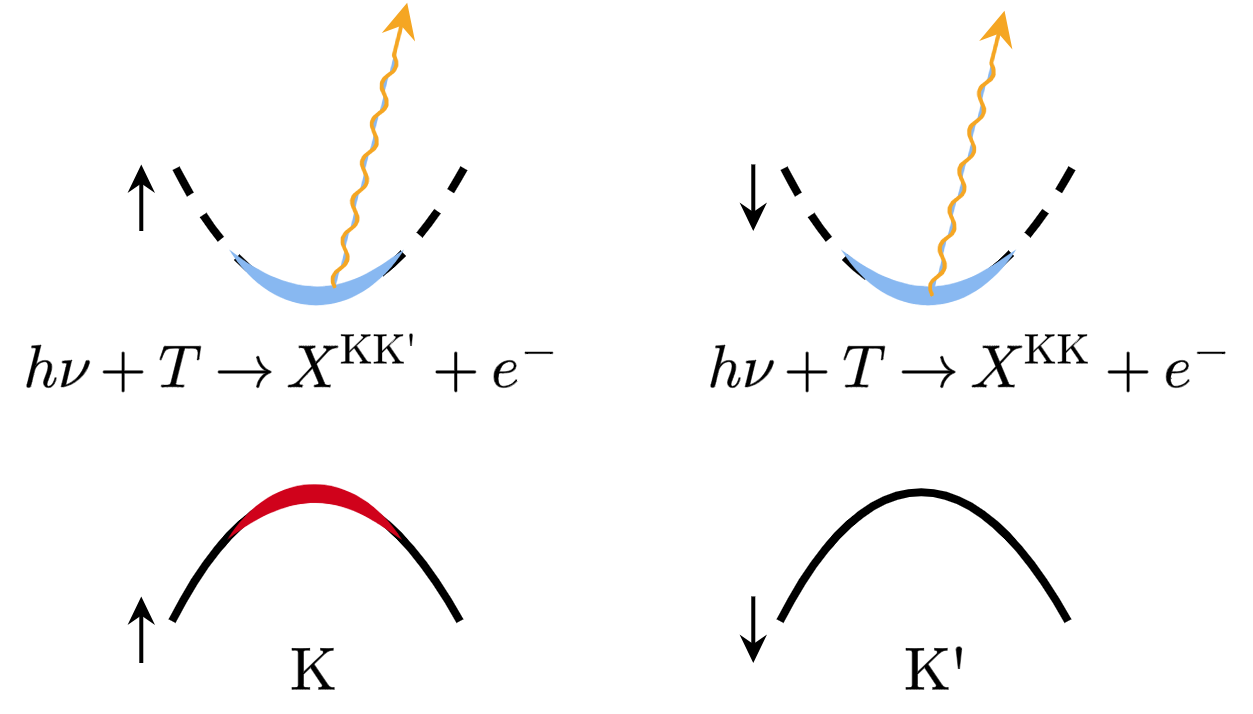 hν + T → X^{KK'} + e⁻ hν + T → X^{KK} + e⁻
K K'